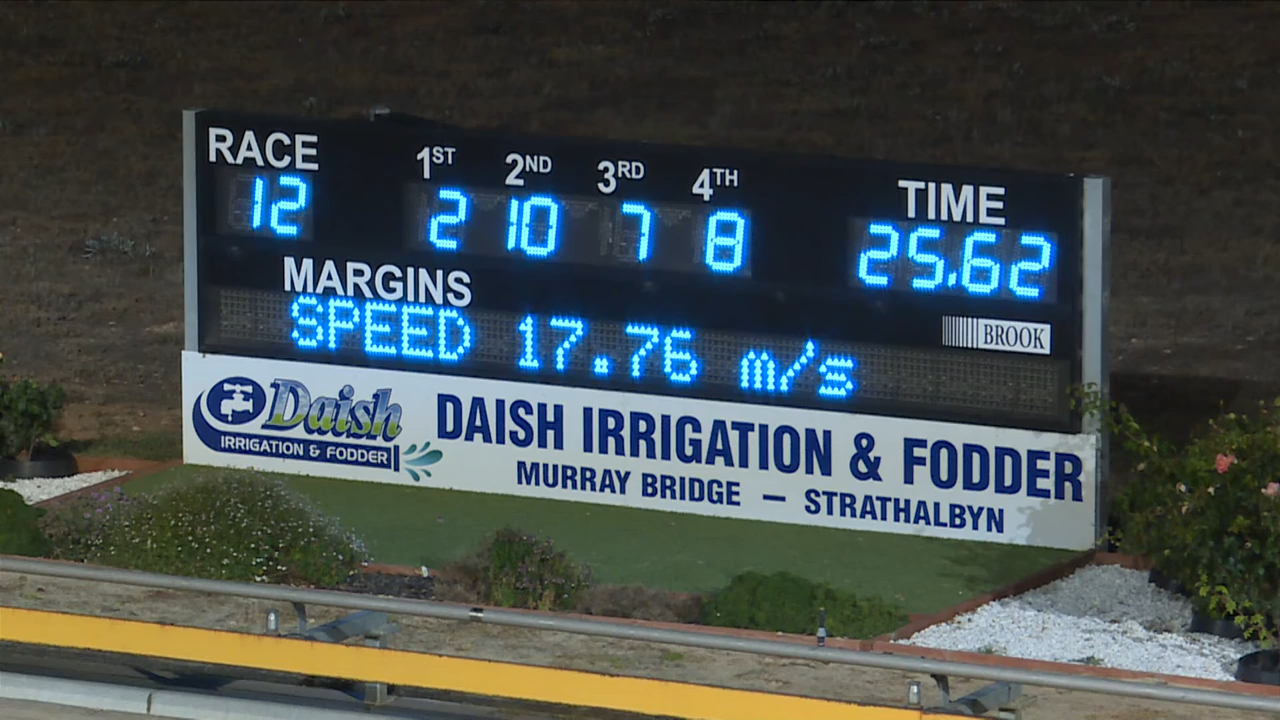 RACE 1ST 2ND 3RD 4TH TIME
12 2 10 7 8 25.62
MARGINS
SPEED 17.76 m/s
BROOK
Daish
IRRIGATION & FODDER
DAISH IRRIGATION & FODDER
MURRAY BRIDGE – STRATHALBYN